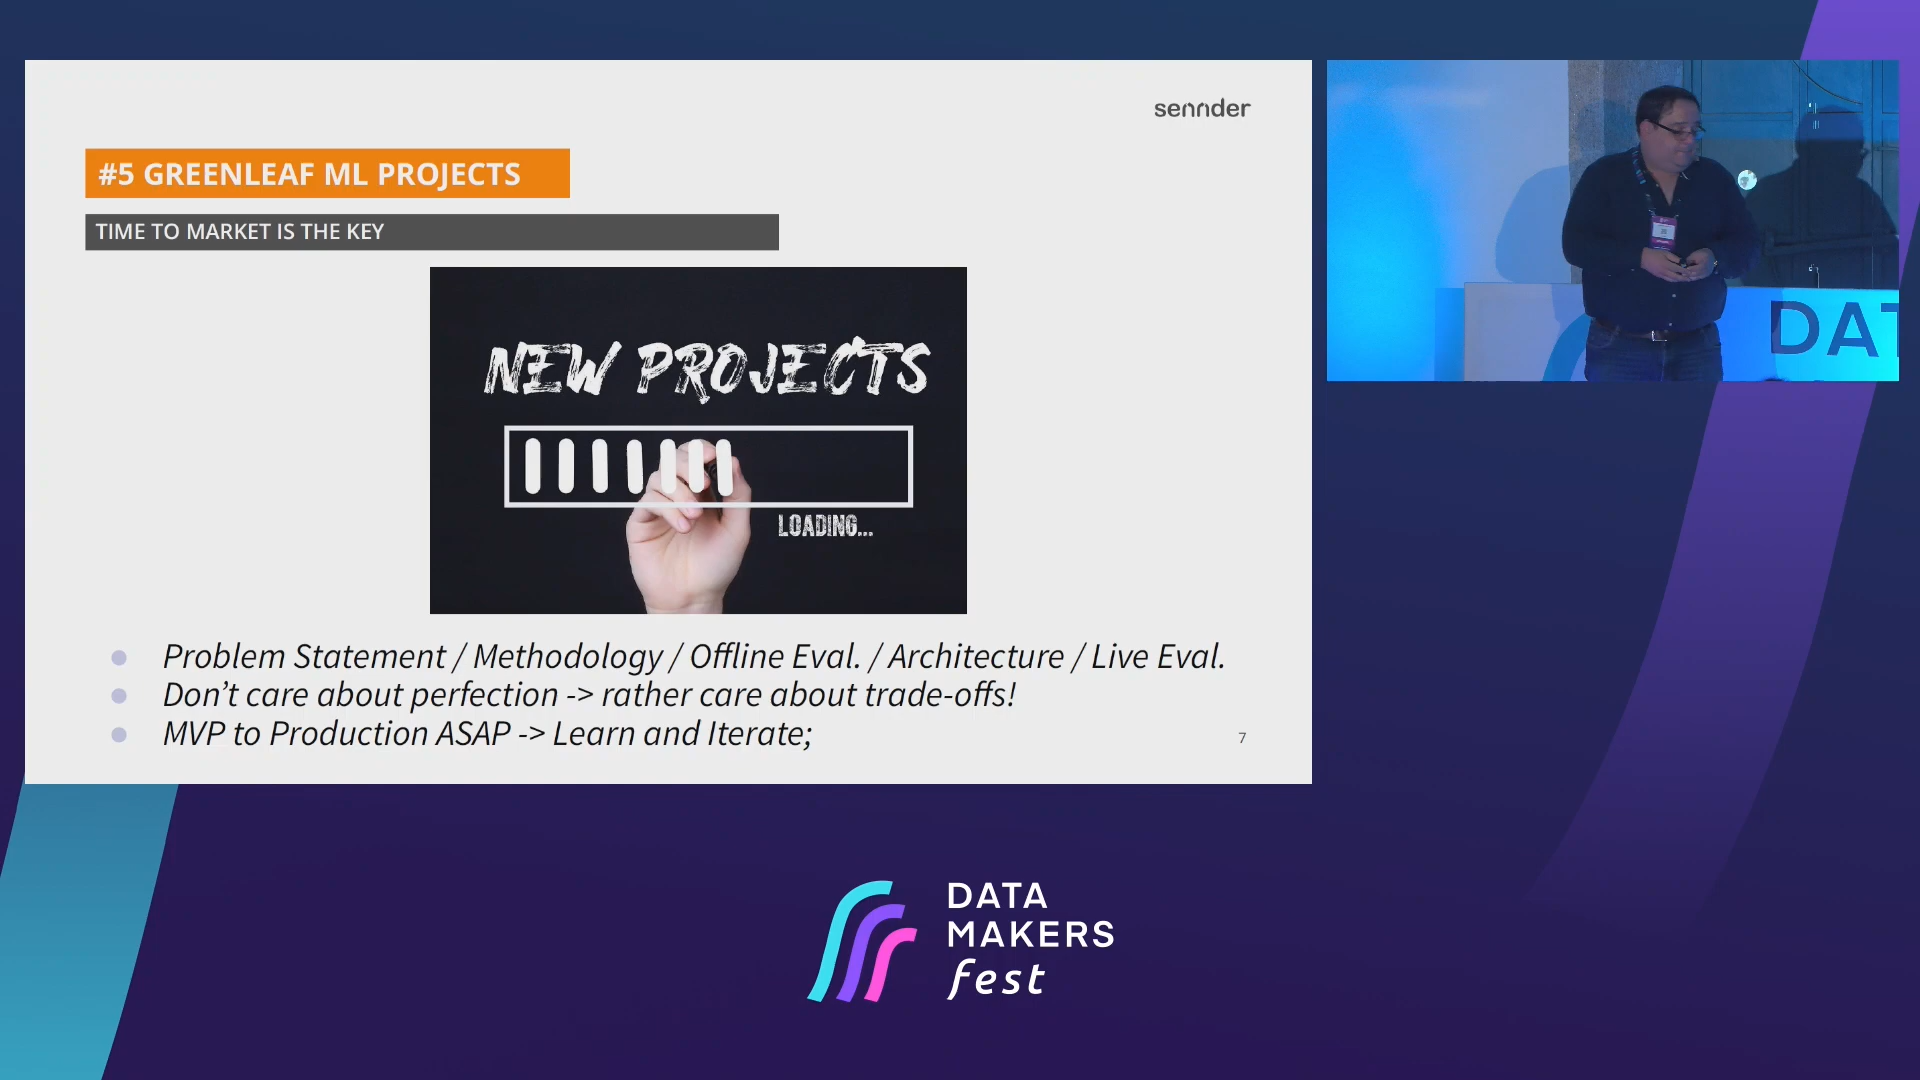 sennder
#5 GREENLEAF ML PROJECTS
TIME TO MARKET IS THE KEY
NEW PROJECTS
LOADING...
Problem Statement / Methodology / Offline Eval. / Architecture / Live Eval.
Don’t care about perfection -> rather care about trade-offs!
MVP to Production ASAP -> Learn and Iterate;
7
DAT
DATA
MAKERS
fest